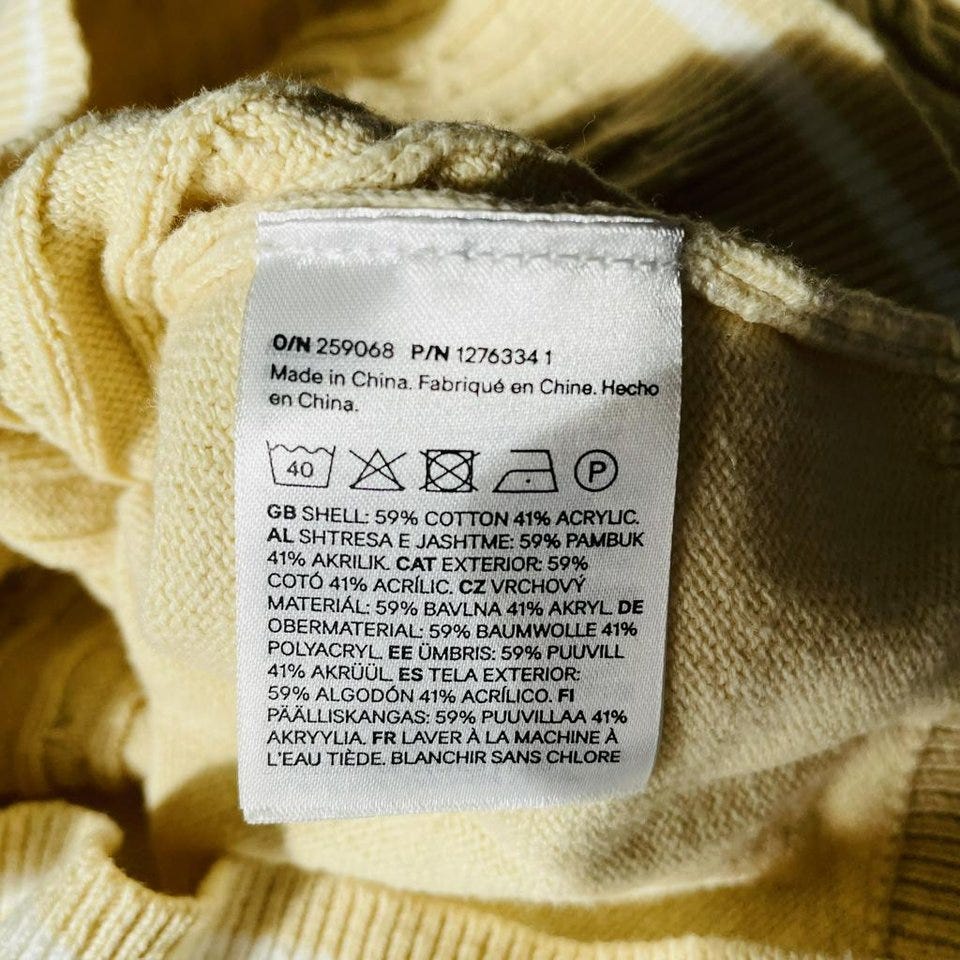 O/N 259068 P/N 1276334 1
Made in China. Fabriqué en Chine. Hecho
en China.
40 P
GB SHELL: 59% COTTON 41% ACRYLIC.
AL SHTRESA E JASHTME: 59% PAMBUK
41% AKRILIK. CAT EXTERIOR: 59%
COTÓ 41% ACRÍLIC. CZ VRCHOVÝ
MATERIÁL: 59% BAVLNA 41% AKRYL. DE
OBERMATERIAL: 59% BAUMWOLLE 41%
POLYACRYL. EE ÜMBRIS: 59% PUUVILL
41% AKRÜÜL. ES TELA EXTERIOR:
59% ALGODÓN 41% ACRÍLICO. FI
PÄÄLLISKANGAS: 59% PUUVILLAA 41%
AKRYYLIA. FR LAVER À LA MACHINE À
L'EAU TIÈDE. BLANCHIR SANS CHLORE